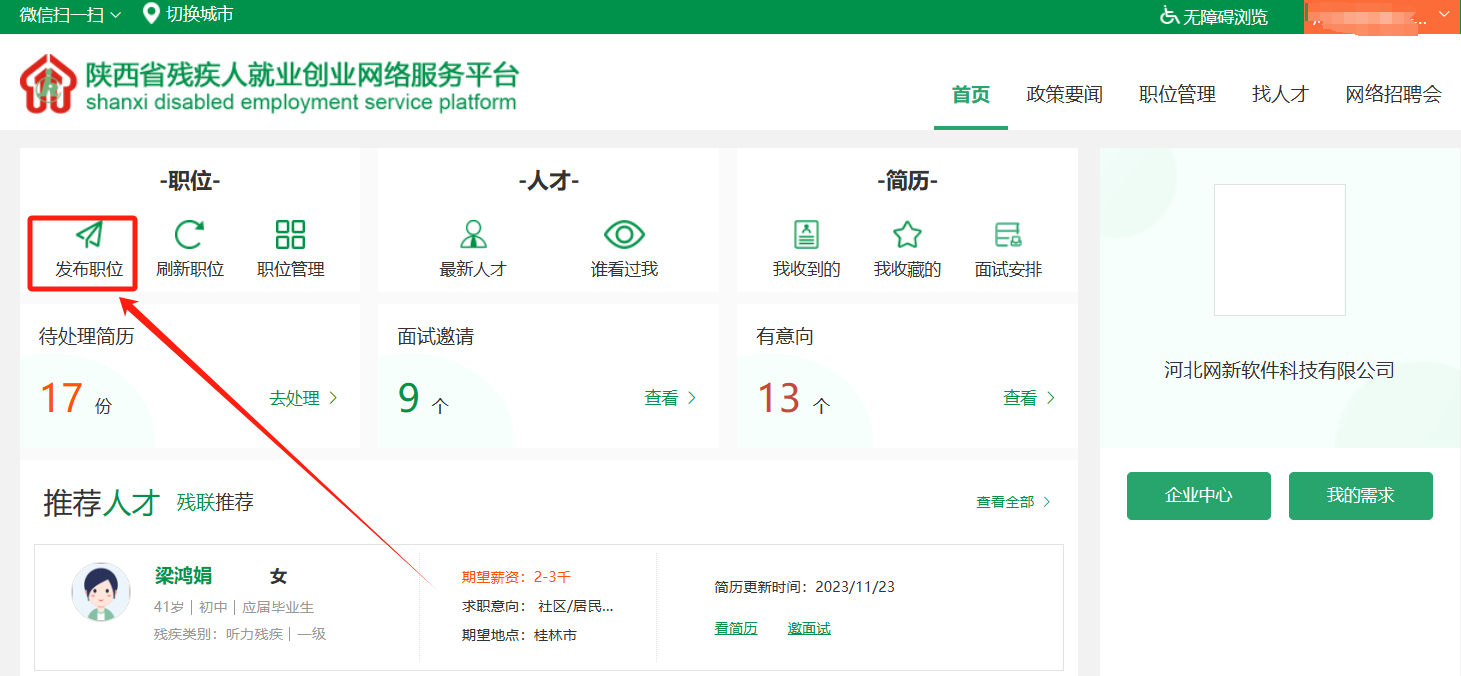 微信扫一扫 切换城市 无障碍浏览
陕西省残疾人就业创业网络服务平台
shanxi disabled employment service platform
首页 政策要闻 职位管理 找人才 网络招聘会
-职位-
发布职位 刷新职位 职位管理
-人才-
最新人才 谁看过我
-简历-
我收到的 我收藏的 面试安排
待处理简历
17 份 去处理
面试邀请
9 个 查看
有意向
13 个 查看
河北网新软件科技有限公司
企业中心 我的需求
推荐人才 残联推荐 查看全部
梁鸿娟 女
41岁 | 初中 | 应届毕业生
残疾类别：听力残疾 | 一级
期望薪资：2-3千
求职意向： 社区/居民...
期望地点：桂林市
简历更新时间：2023/11/23
看简历 邀面试